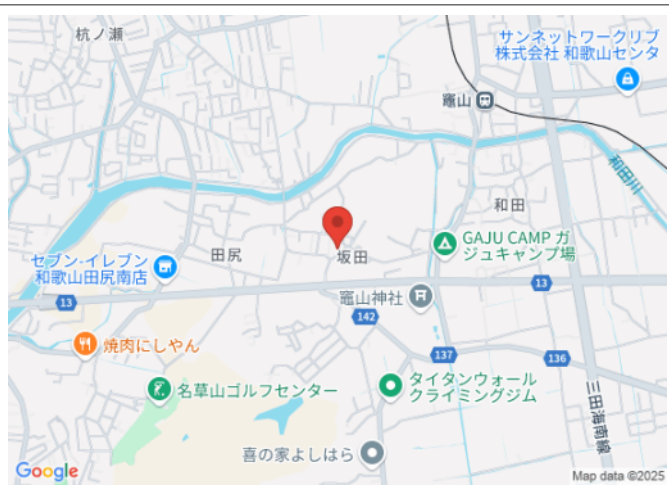 杭ノ瀬
サンネットワークリブ
株式会社 和歌山センタ
竈山
和田川
和田
GAJU CAMP ガ
ジュキャンプ場
坂田
田尻
セブン-イレブン
和歌山田尻南店
13
13
竈山神社
142
焼肉にしやん
137
136
名草山ゴルフセンター
タイタンウォール
クライミングジム
三田海南線
喜の家よしはら
Google
Map data ©2025